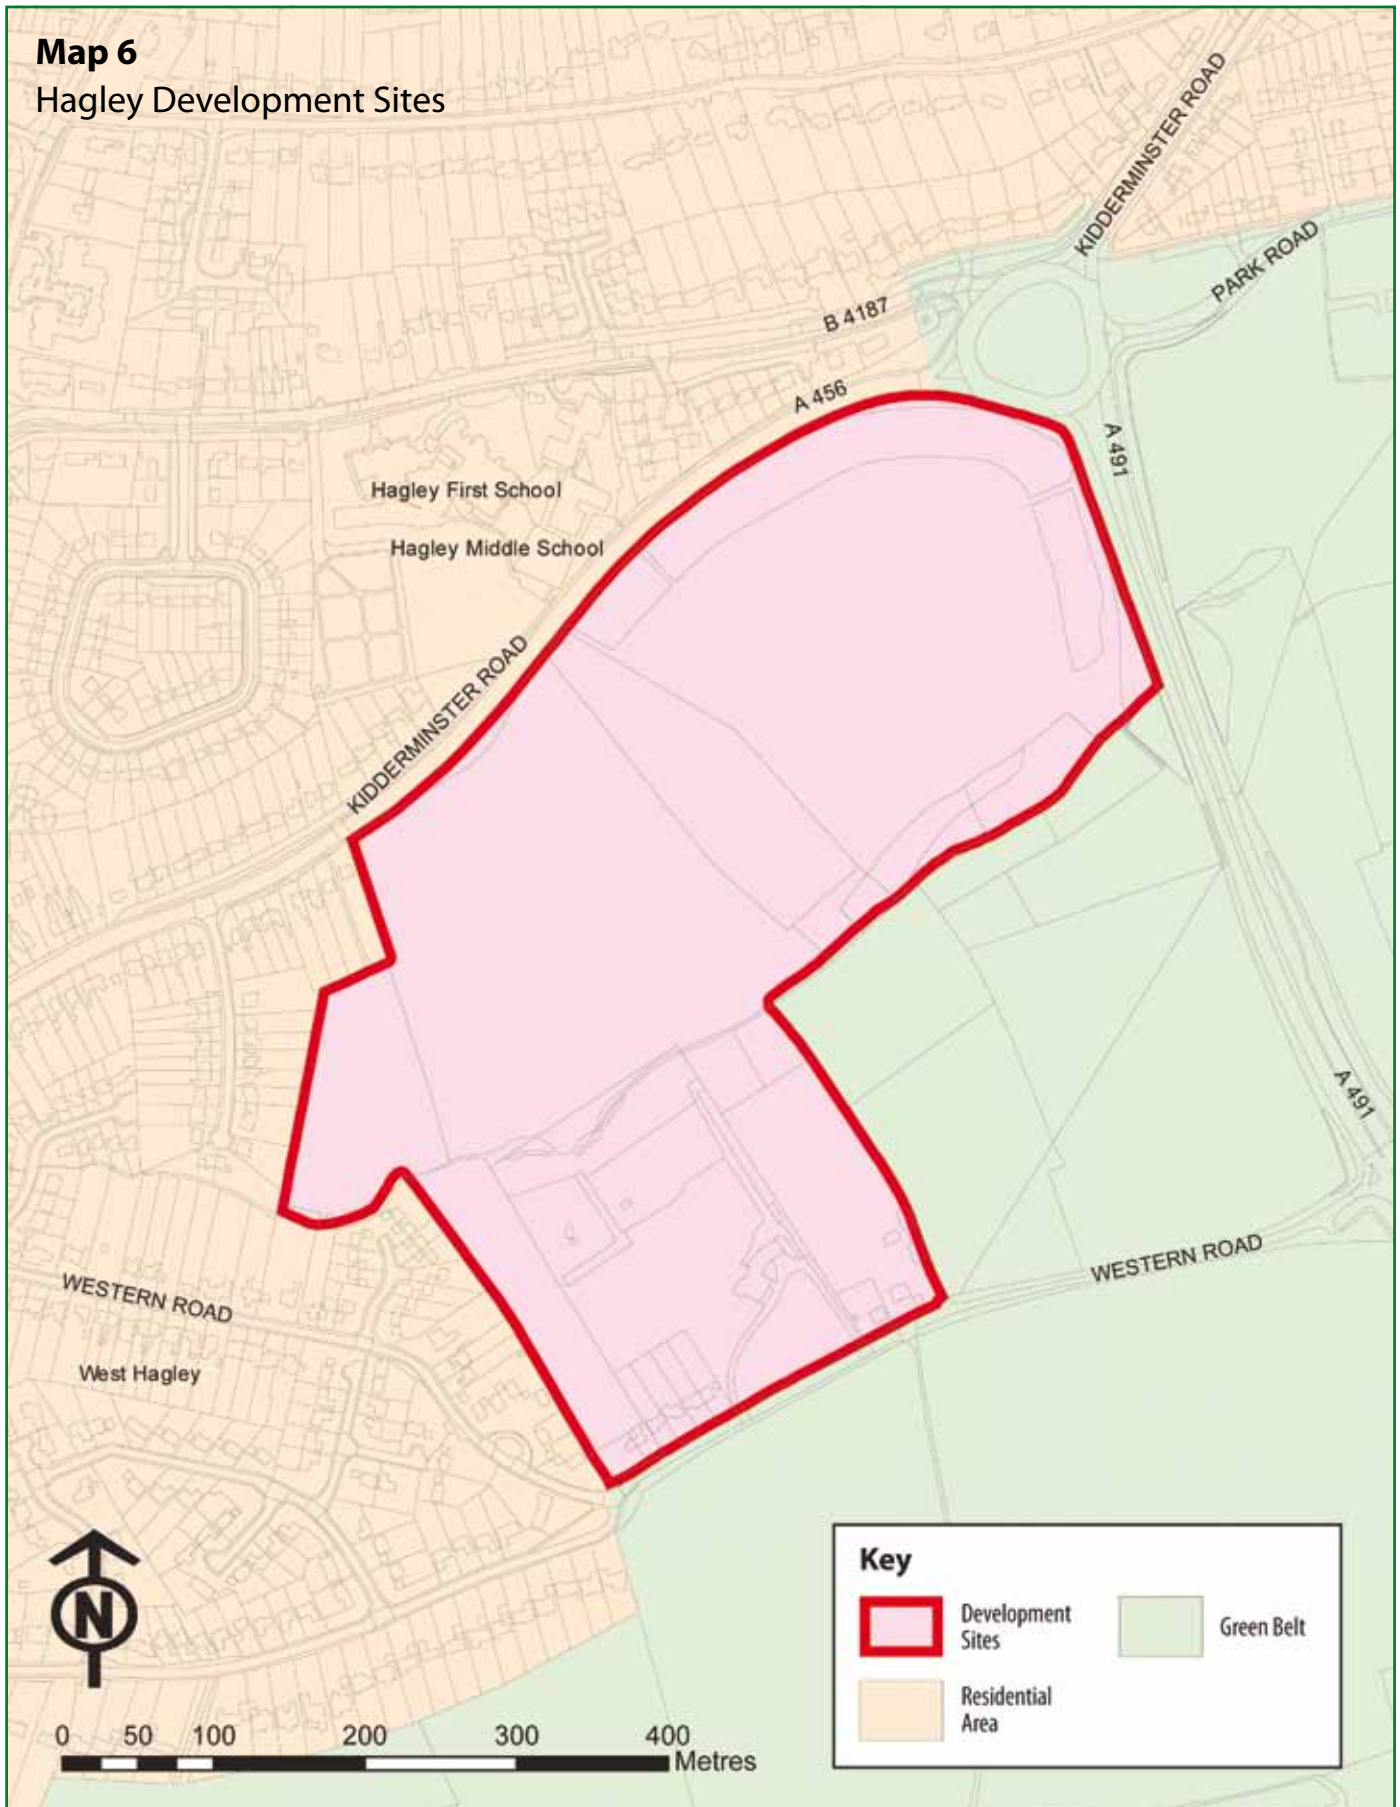 Map 6
Hagley Development Sites
KIDDERMINSTER ROAD
PARK ROAD
B 4187
A 456
A 491
Hagley First School
Hagley Middle School
KIDDERMINSTER ROAD
A 491
WESTERN ROAD
WESTERN ROAD
West Hagley
N
Key
Development
Sites
Green Belt
Residential
Area
0 50 100 200 300 400
Metres